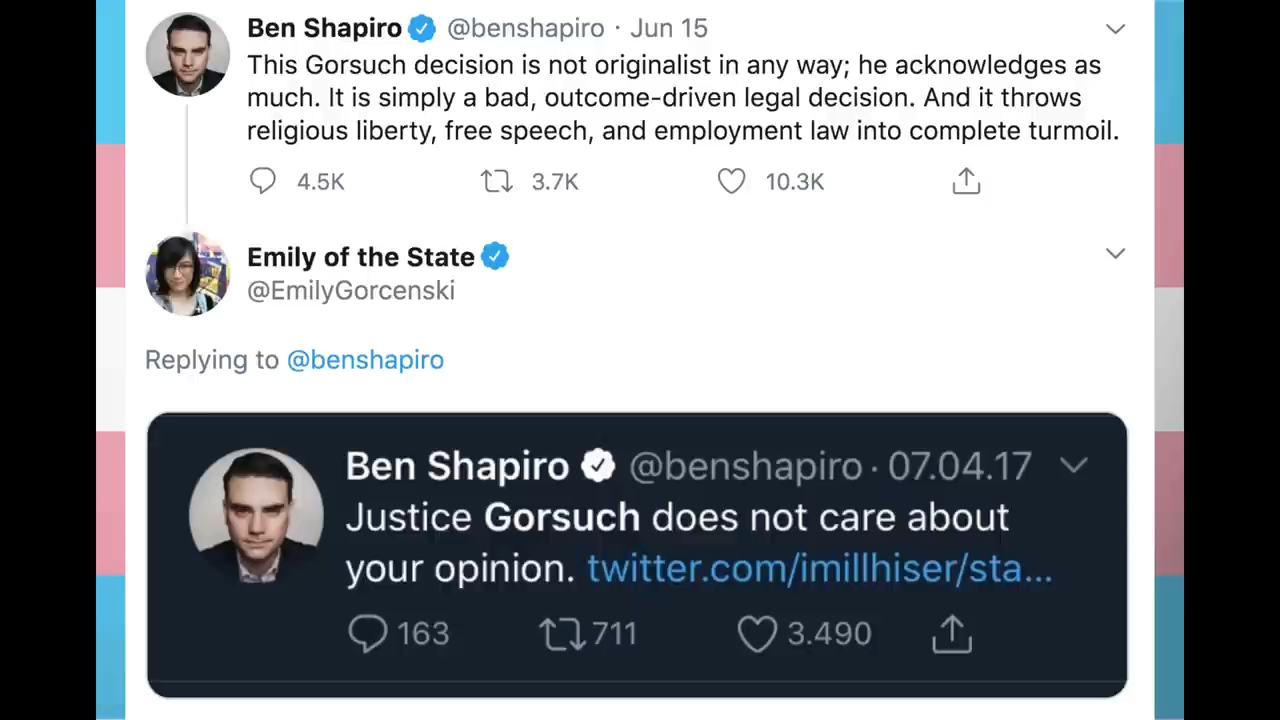 Ben Shapiro @benshapiro · Jun 15
This Gorsuch decision is not originalist in any way; he acknowledges as
much. It is simply a bad, outcome-driven legal decision. And it throws
religious liberty, free speech, and employment law into complete turmoil.
4.5K 3.7K 10.3K
Emily of the State
@EmilyGorcenski
Replying to @benshapiro
Ben Shapiro @benshapiro · 07.04.17
Justice Gorsuch does not care about
your opinion. twitter.com/imillhiser/sta...
163 711 3.490